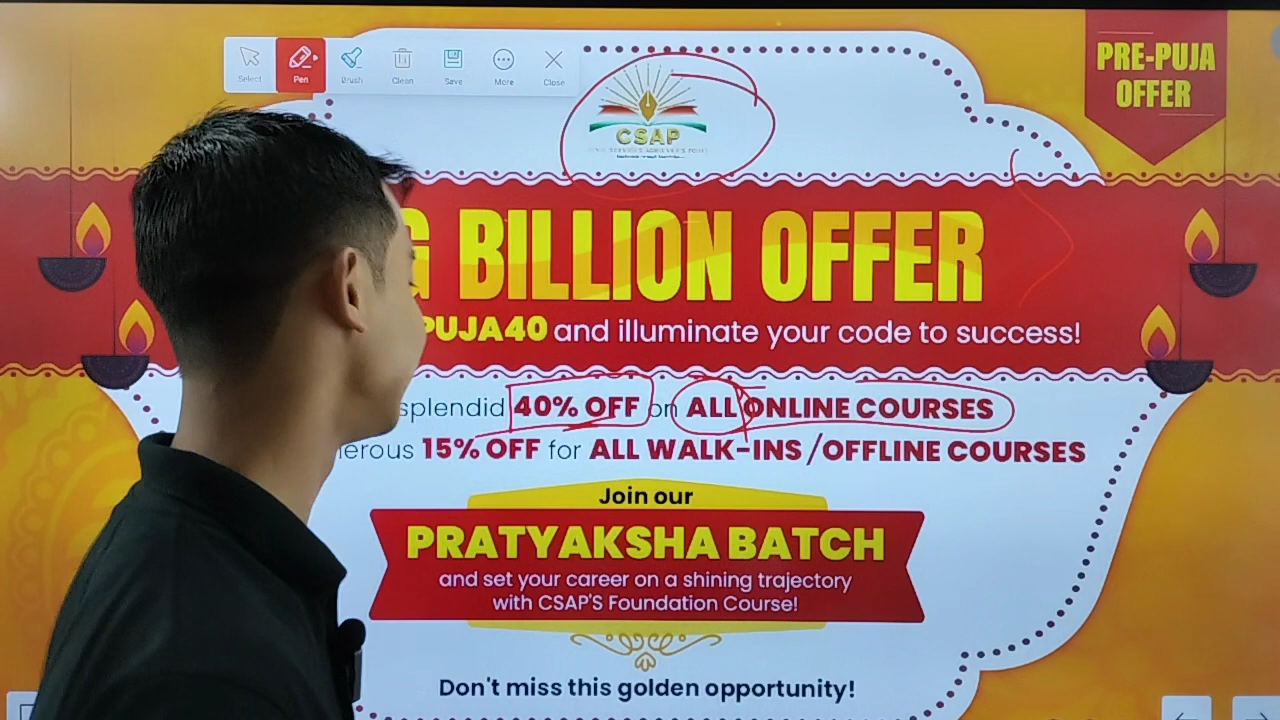 Select Pen Brush Clean Save More Close
PRE-PUJA
OFFER
CSAP
BILLION OFFER
PUJA40 and illuminate your code to success!
splendid 40% OFF on ALL ONLINE COURSES
15% OFF for ALL WALK-INS /OFFLINE COURSES
Join our
PRATYAKSHA BATCH
and set your career on a shining trajectory
with CSAP'S Foundation Course!
Don't miss this golden opportunity!